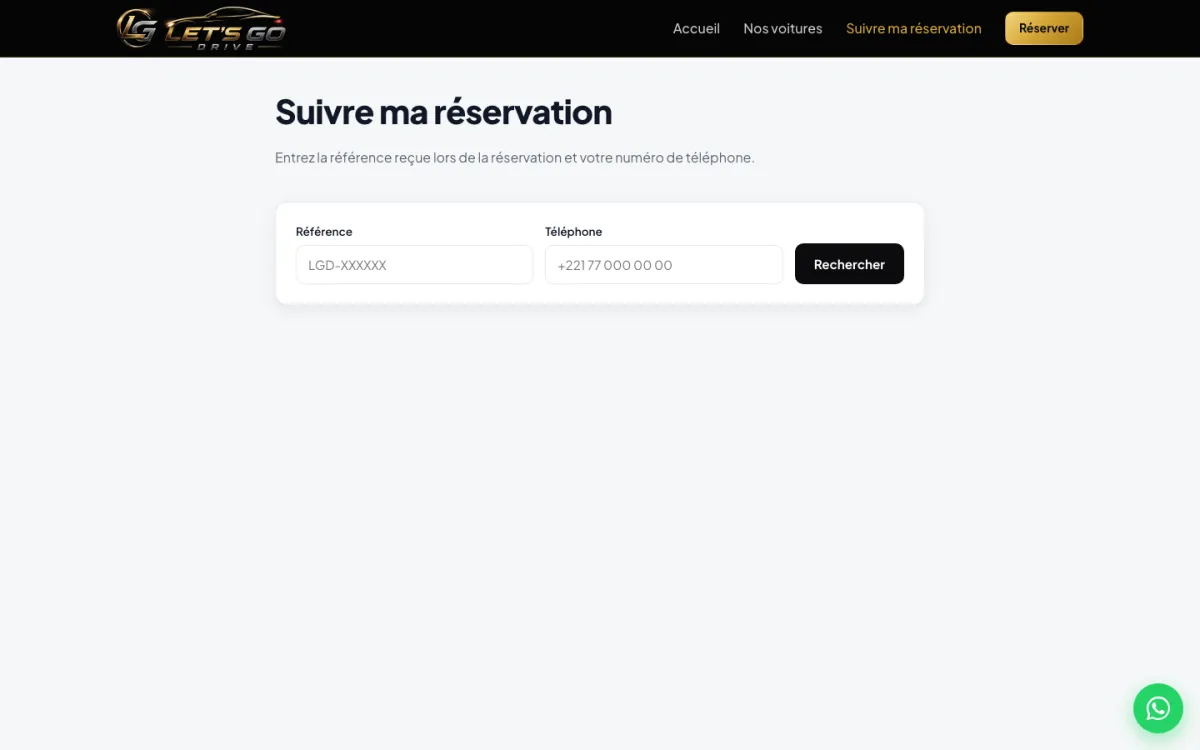 LG LET'S GO
DRIVE
Accueil
Nos voitures
Suivre ma réservation
Réserver
Suivre ma réservation
Entrez la référence reçue lors de la réservation et votre numéro de téléphone.
Référence
Téléphone
LGD-XXXXXX
+221 77 000 00 00
Rechercher